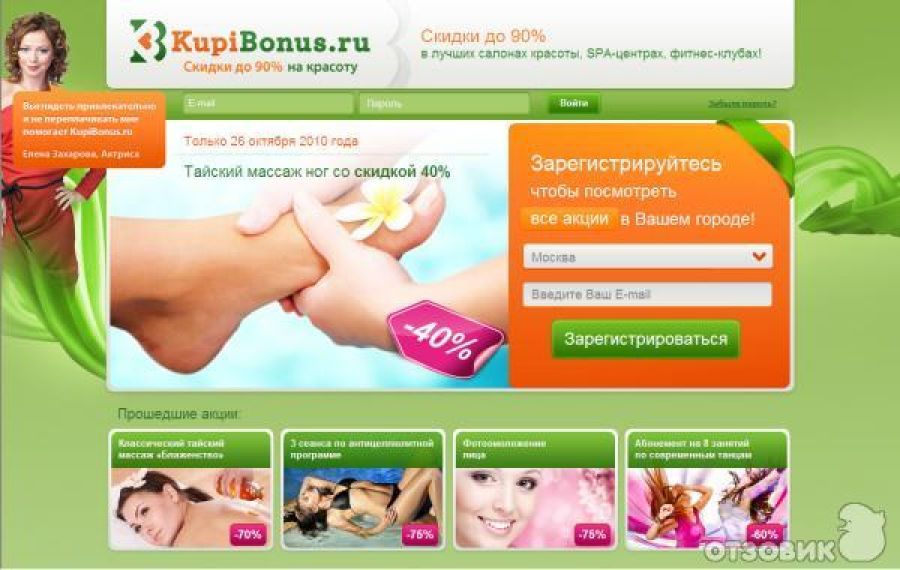 KupiBonus.ru
Скидки до 90% на красоту
Скидки до 90%
в лучших салонах красоты, SPA-центрах, фитнес-клубах!
Выглядеть привлекательно
и не переплачивать мне
помогает KupiBonus.ru
Елена Захарова, Актриса
E-mail
Пароль
Войти
Забыли пароль?
Только 26 октября 2010 года
Тайский массаж ног со скидкой 40%
-40%
Зарегистрируйтесь
чтобы посмотреть
все акции в Вашем городе!
Москва
Введите Ваш E-mail
Зарегистрироваться
Прошедшие акции:
Классический тайский
массаж «Блаженство»
-70%
3 сеанса по антицеллюлитной
программе
-75%
Фотоомоложение
лица
-75%
Абонемент на 8 занятий
по современным танцам
-60%
ОТЗОВИК